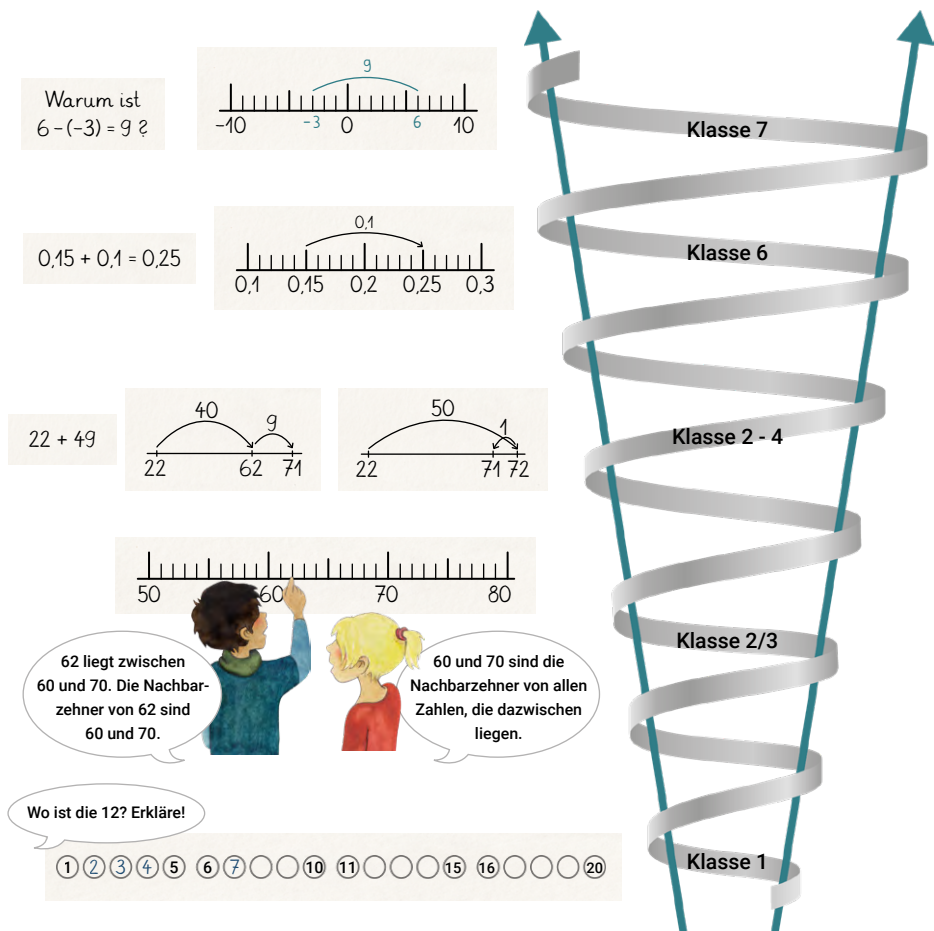 Warum ist
6 – (–3) = 9 ?
9
-10 -3 0 6 10
Klasse 7
0,15 + 0,1 = 0,25
0,1
0,1 0,15 0,2 0,25 0,3
Klasse 6
22 + 49
40 9
22 62 71
50 1
22 71 72
Klasse 2 - 4
50 60 70 80
62 liegt zwischen
60 und 70. Die Nachbar-
zehner von 62 sind
60 und 70.
60 und 70 sind die
Nachbarzehner von allen
Zahlen, die dazwischen
liegen.
Klasse 2/3
Wo ist die 12? Erkläre!
1 2 3 4 5 6 7 10 11 15 16 20
Klasse 1